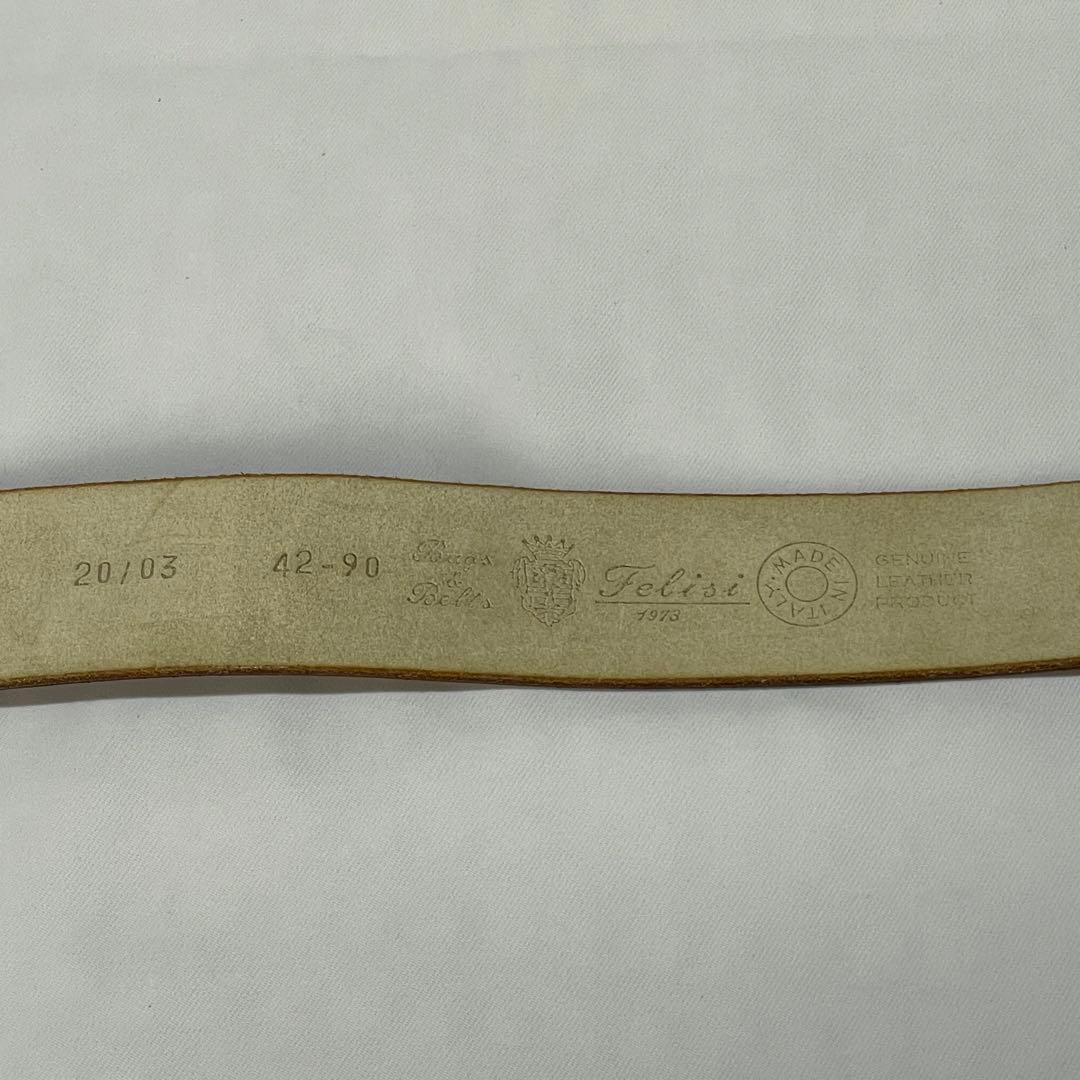 20/03
42-90
Bags
&
Belts
Felisi
1973
MADE IN ITALY
GENUINE
LEATHER
PRODUCT